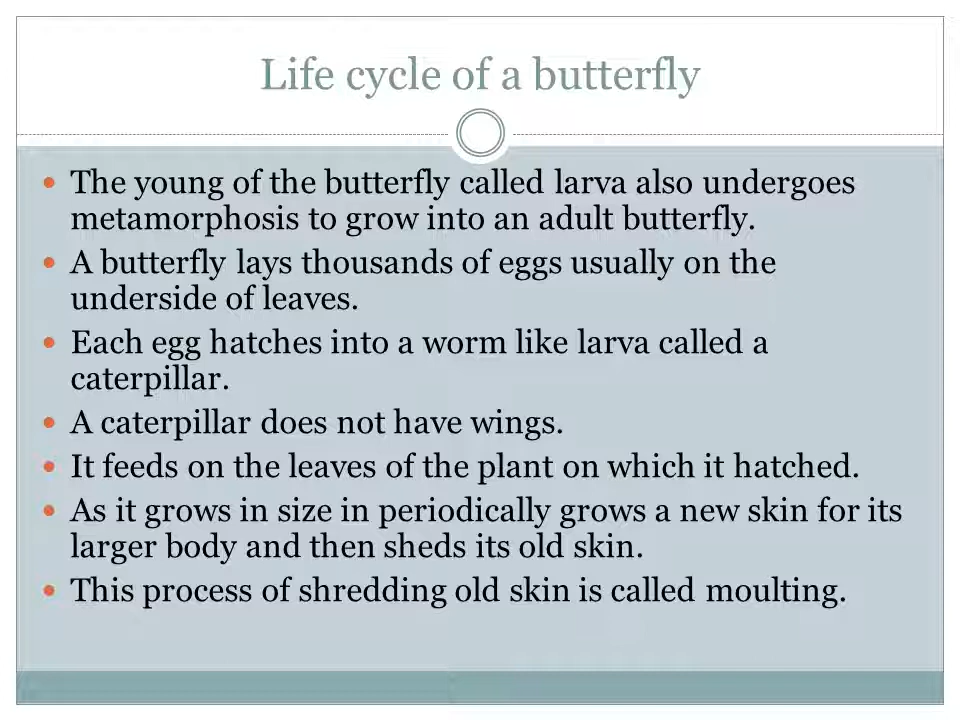 Life cycle of a butterfly
The young of the butterfly called larva also undergoes
metamorphosis to grow into an adult butterfly.
A butterfly lays thousands of eggs usually on the
underside of leaves.
Each egg hatches into a worm like larva called a
caterpillar.
A caterpillar does not have wings.
It feeds on the leaves of the plant on which it hatched.
As it grows in size in periodically grows a new skin for its
larger body and then sheds its old skin.
This process of shredding old skin is called moulting.